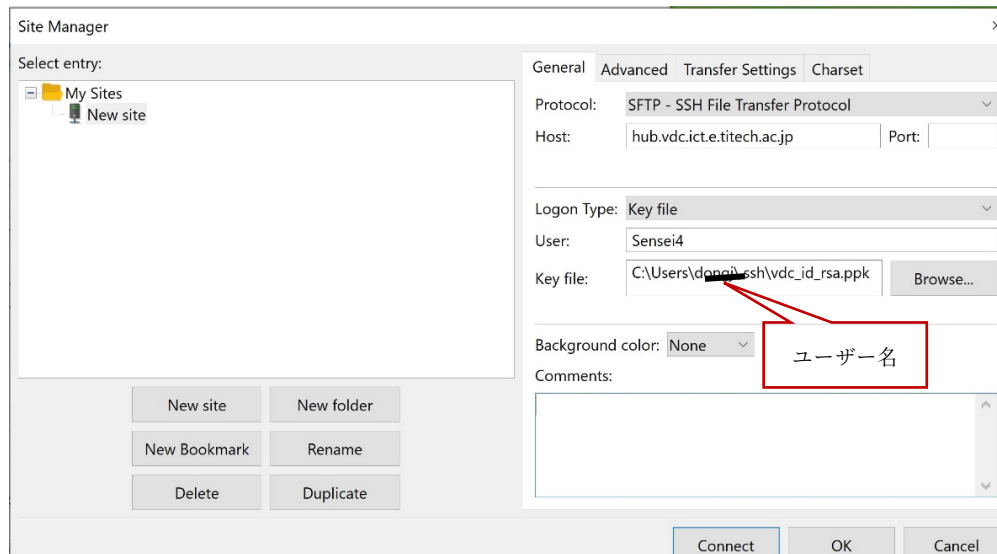 Site Manager
Select entry:
My Sites
New site
General Advanced Transfer Settings Charset
Protocol: SFTP - SSH File Transfer Protocol
Host: hub.vdc.ict.e.titech.ac.jp Port:
Logon Type: Key file
User: Sensei4
Key file: C:\Users\ ssh\vdc_id_rsa.ppk Browse...
ユーザー名
Background color: None
Comments:
New site New folder
New Bookmark Rename
Delete Duplicate
Connect OK Cancel